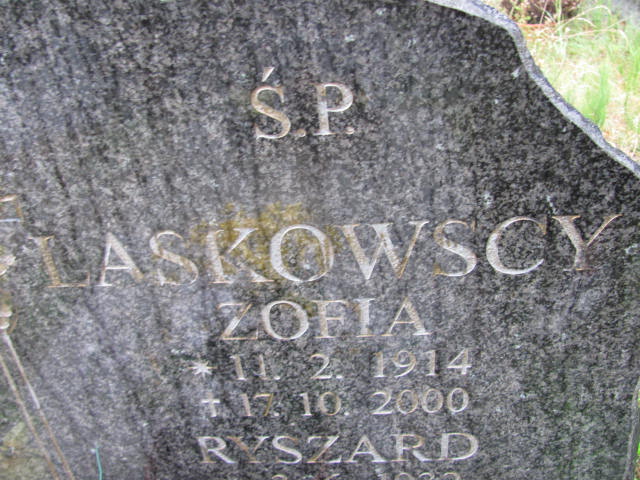 Ś.P.
LASKOWSCY
ZOFIA
* 11. 2. 1914
† 17. 10. 2000
RYSZARD